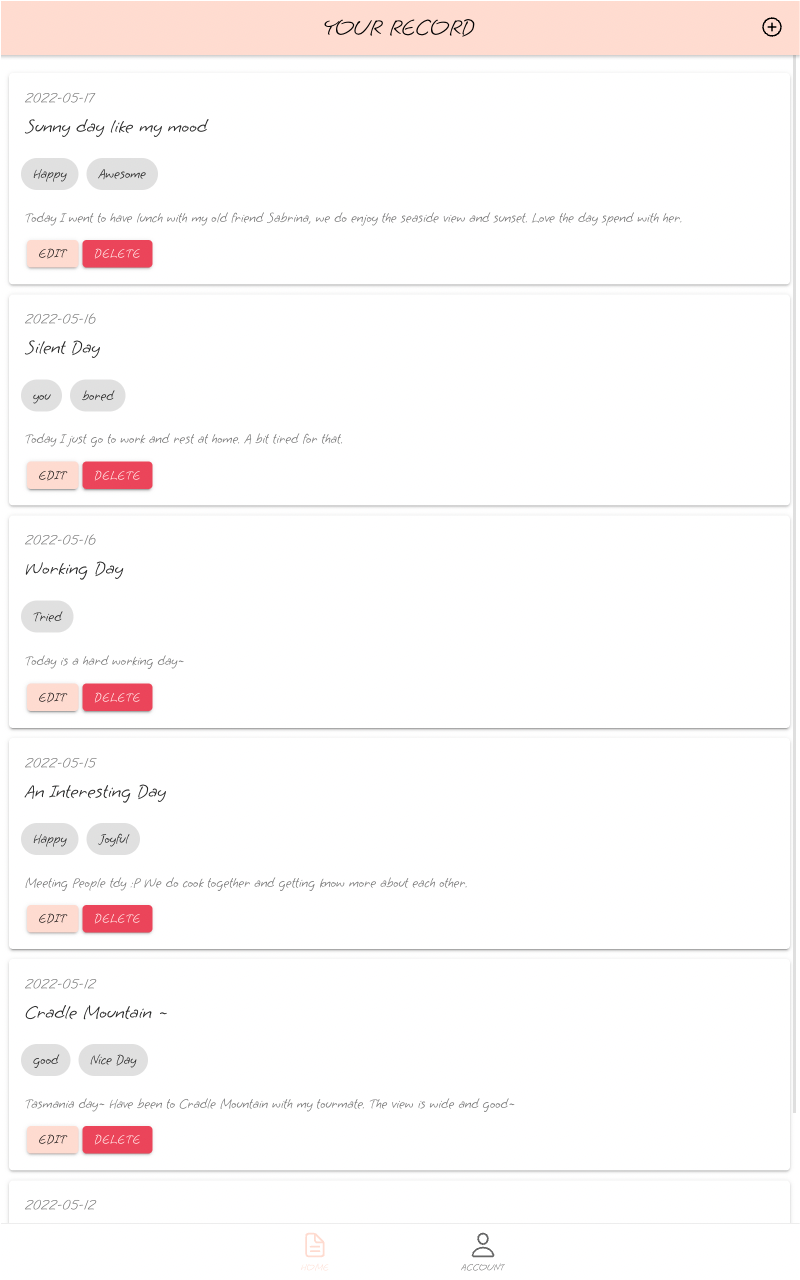 YOUR RECORD
2022-05-17
Sunny day like my mood
Happy Awesome
Today I went to have lunch with my old friend Sabrina, we do enjoy the seaside view and sunset. Love the day spend with her.
EDIT DELETE
2022-05-16
Silent Day
you bored
Today I just go to work and rest at home. A bit tired for that.
EDIT DELETE
2022-05-16
Working Day
Tried
Today is a hard working day~
EDIT DELETE
2022-05-15
An Interesting Day
Happy Joyful
Meeting People tdy :P We do cook together and getting know more about each other.
EDIT DELETE
2022-05-12
Cradle Mountain ~
good Nice Day
Tasmania day~ Have been to Cradle Mountain with my tourmate. The view is wide and good~
EDIT DELETE
2022-05-12
HOME ACCOUNT